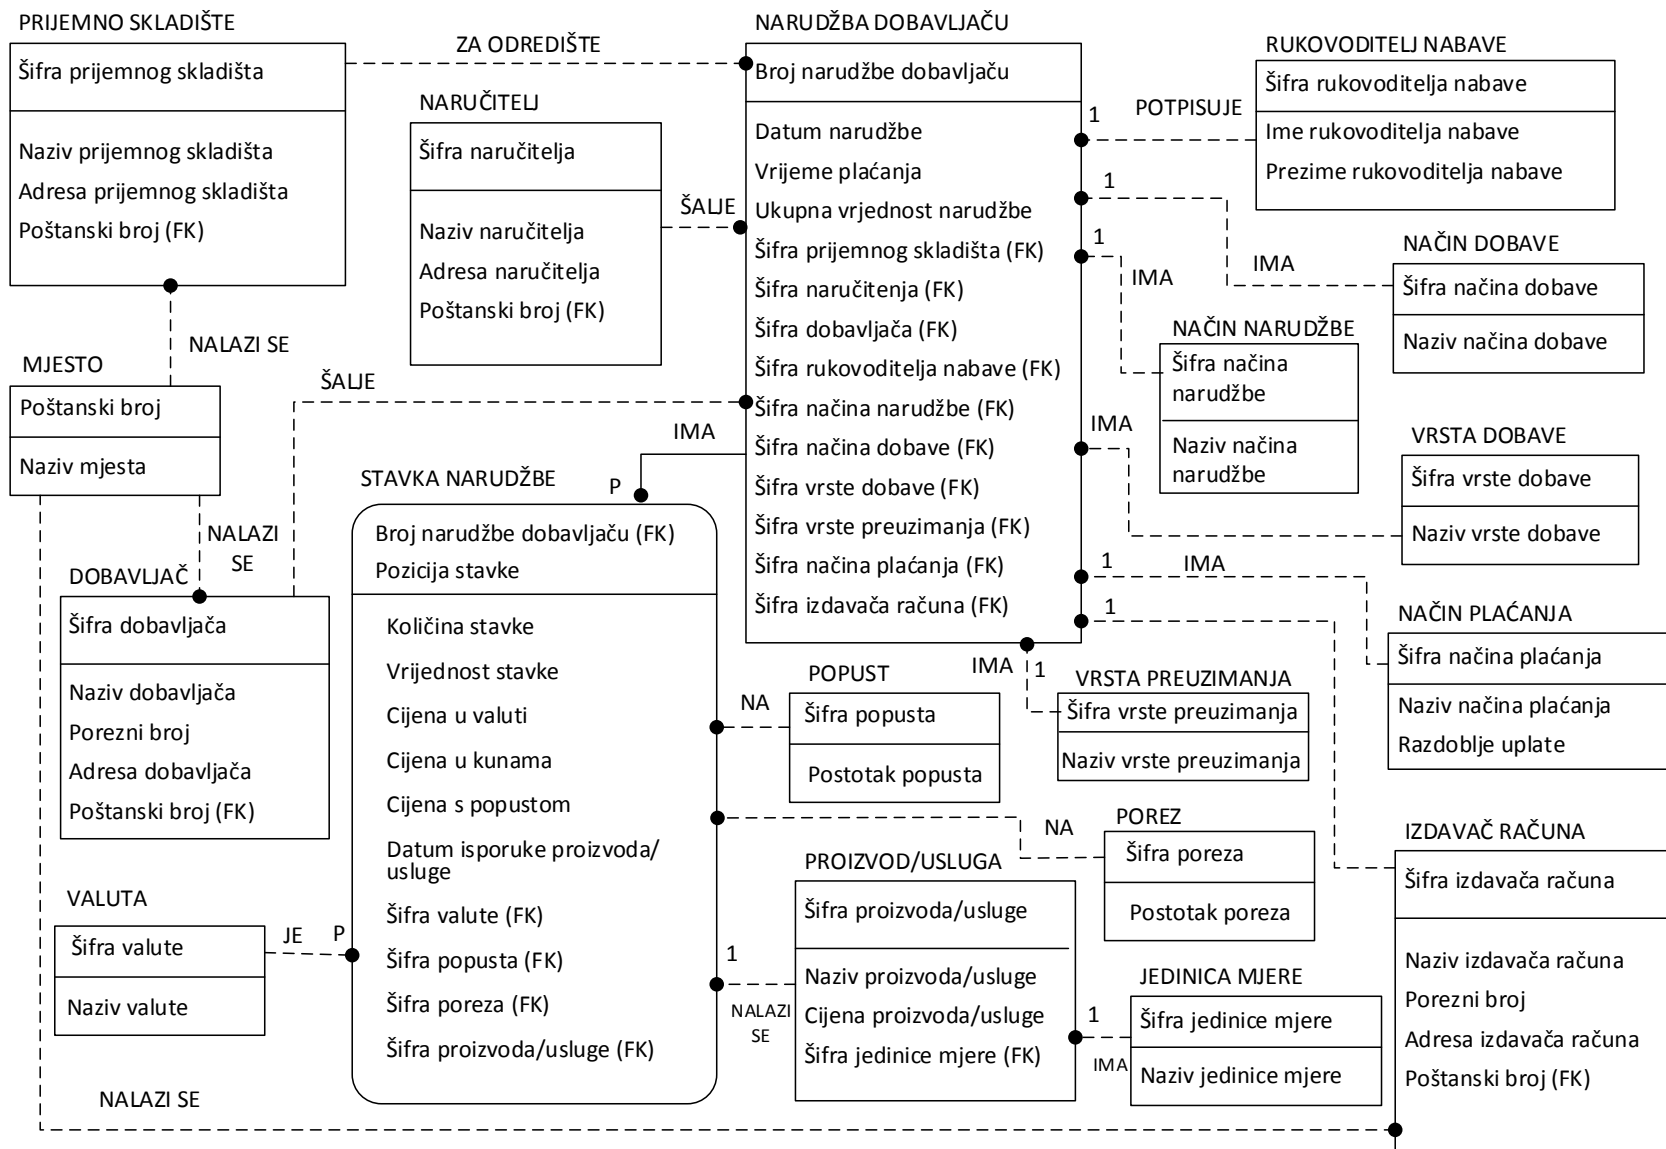 PRIJEMNO SKLADIŠTE
Šifra prijemnog skladišta
Naziv prijemnog skladišta
Adresa prijemnog skladišta
Poštanski broj (FK)
ZA ODREDIŠTE
NARUČITELJ
Šifra naručitelja
Naziv naručitelja
Adresa naručitelja
Poštanski broj (FK)
ŠALJE
NARUDŽBA DOBAVLJAČU
Broj narudžbe dobavljaču
Datum narudžbe
Vrijeme plaćanja
Ukupna vrjednost narudžbe
Šifra prijemnog skladišta (FK)
Šifra naručitenja (FK)
Šifra dobavljača (FK)
Šifra rukovoditelja nabave (FK)
Šifra načina narudžbe (FK)
Šifra načina dobave (FK)
Šifra vrste dobave (FK)
Šifra vrste preuzimanja (FK)
Šifra načina plaćanja (FK)
Šifra izdavača računa (FK)
1
POTPISUJE
RUKOVODITELJ NABAVE
Šifra rukovoditelja nabave
Ime rukovoditelja nabave
Prezime rukovoditelja nabave
1
IMA
NAČIN DOBAVE
Šifra načina dobave
Naziv načina dobave
1
IMA
NAČIN NARUDŽBE
Šifra načina
narudžbe
Naziv načina
narudžbe
IMA
VRSTA DOBAVE
Šifra vrste dobave
Naziv vrste dobave
NALAZI SE
MJESTO
Poštanski broj
Naziv mjesta
ŠALJE
NALAZI
SE
DOBAVLJAČ
Šifra dobavljača
Naziv dobavljača
Porezni broj
Adresa dobavljača
Poštanski broj (FK)
IMA
P
STAVKA NARUDŽBE
Broj narudžbe dobavljaču (FK)
Pozicija stavke
Količina stavke
Vrijednost stavke
Cijena u valuti
Cijena u kunama
Cijena s popustom
Datum isporuke proizvoda/
usluge
Šifra valute (FK)
Šifra popusta (FK)
Šifra poreza (FK)
Šifra proizvoda/usluge (FK)
1
IMA
NAČIN PLAĆANJA
Šifra načina plaćanja
Naziv načina plaćanja
Razdoblje uplate
1
IMA
1
VRSTA PREUZIMANJA
Šifra vrste preuzimanja
Naziv vrste preuzimanja
NA
POPUST
Šifra popusta
Postotak popusta
NA
POREZ
Šifra poreza
Postotak poreza
VALUTA
Šifra valute
Naziv valute
JE
P
PROIZVOD/USLUGA
Šifra proizvoda/usluge
Naziv proizvoda/usluge
Cijena proizvoda/usluge
Šifra jedinice mjere (FK)
1
NALAZI
SE
JEDINICA MJERE
Šifra jedinice mjere
Naziv jedinice mjere
1
IMA
IZDAVAČ RAČUNA
Šifra izdavača računa
Naziv izdavača računa
Porezni broj
Adresa izdavača računa
Poštanski broj (FK)
NALAZI SE